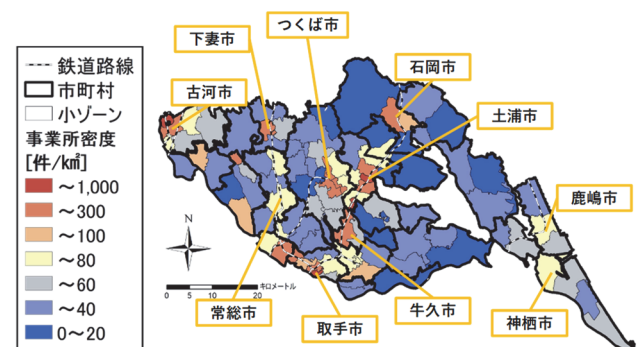 鉄道路線
市町村
小ゾーン
事業所密度
[件/k㎡]
～1,000
～300
～100
～80
～60
～40
0～20
古河市
下妻市
つくば市
石岡市
土浦市
鹿嶋市
神栖市
牛久市
取手市
常総市
N
0 5 10 20
キロメートル